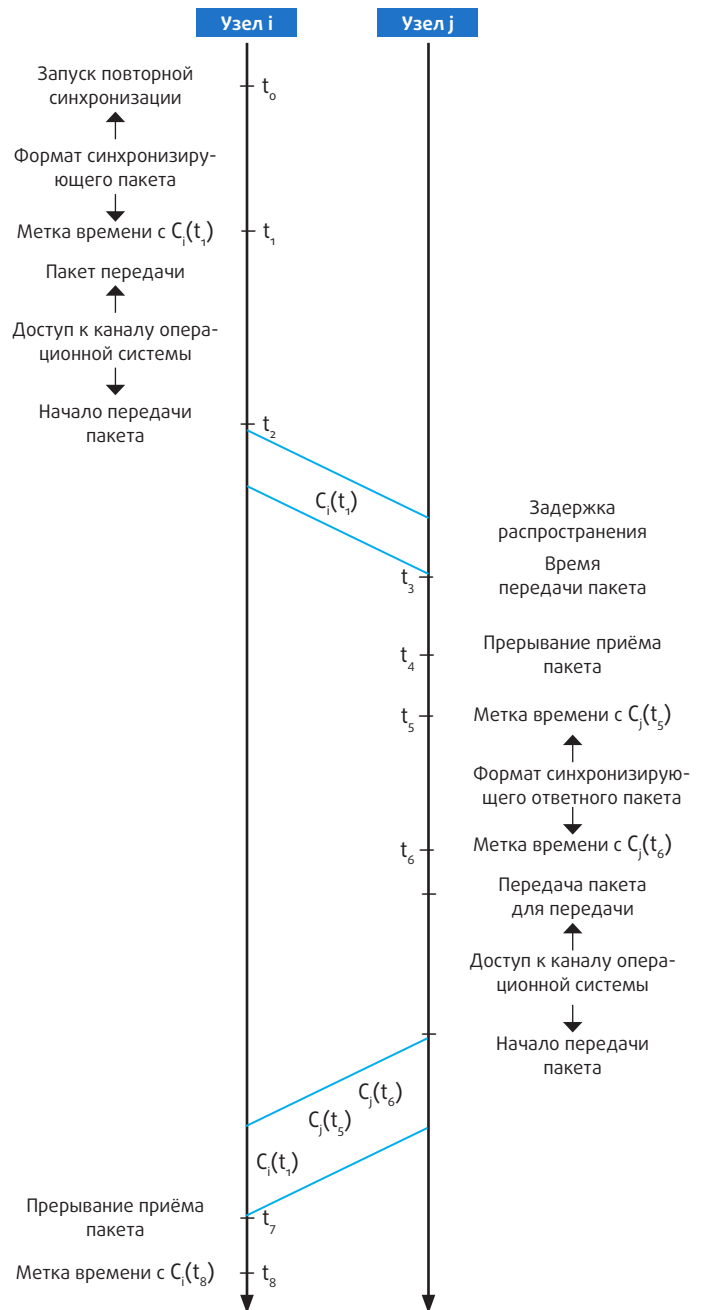 Узел i
Узел j
Запуск повторной
синхронизации
t₀
Формат синхронизиру-
ющего пакета
Метка времени с Cᵢ(t₁)
t₁
Пакет передачи
Доступ к каналу опера-
ционной системы
Начало передачи
пакета
t₂
Cᵢ(t₁)
Задержка
распространения
Время
передачи пакета
t₃
Прерывание приёма
пакета
t₄
t₅
Метка времени с Cⱼ(t₅)
Формат синхронизирую-
щего ответного пакета
t₆
Метка времени с Cⱼ(t₆)
Передача пакета
для передачи
Доступ к каналу опера-
ционной системы
Начало передачи
пакета
Cⱼ(t₆)
Cⱼ(t₅)
Cᵢ(t₁)
Прерывание приёма
пакета
t₇
Метка времени с Cᵢ(t₈)
t₈